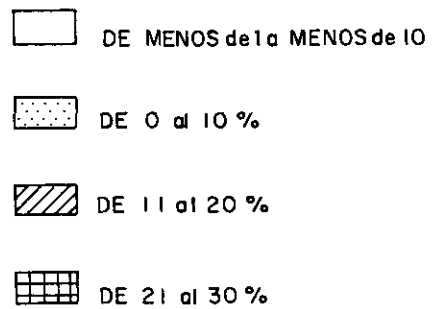 DE MENOS de 1 a MENOS de 10
DE 0 al 10 %
DE 11 al 20 %
DE 21 al 30 %